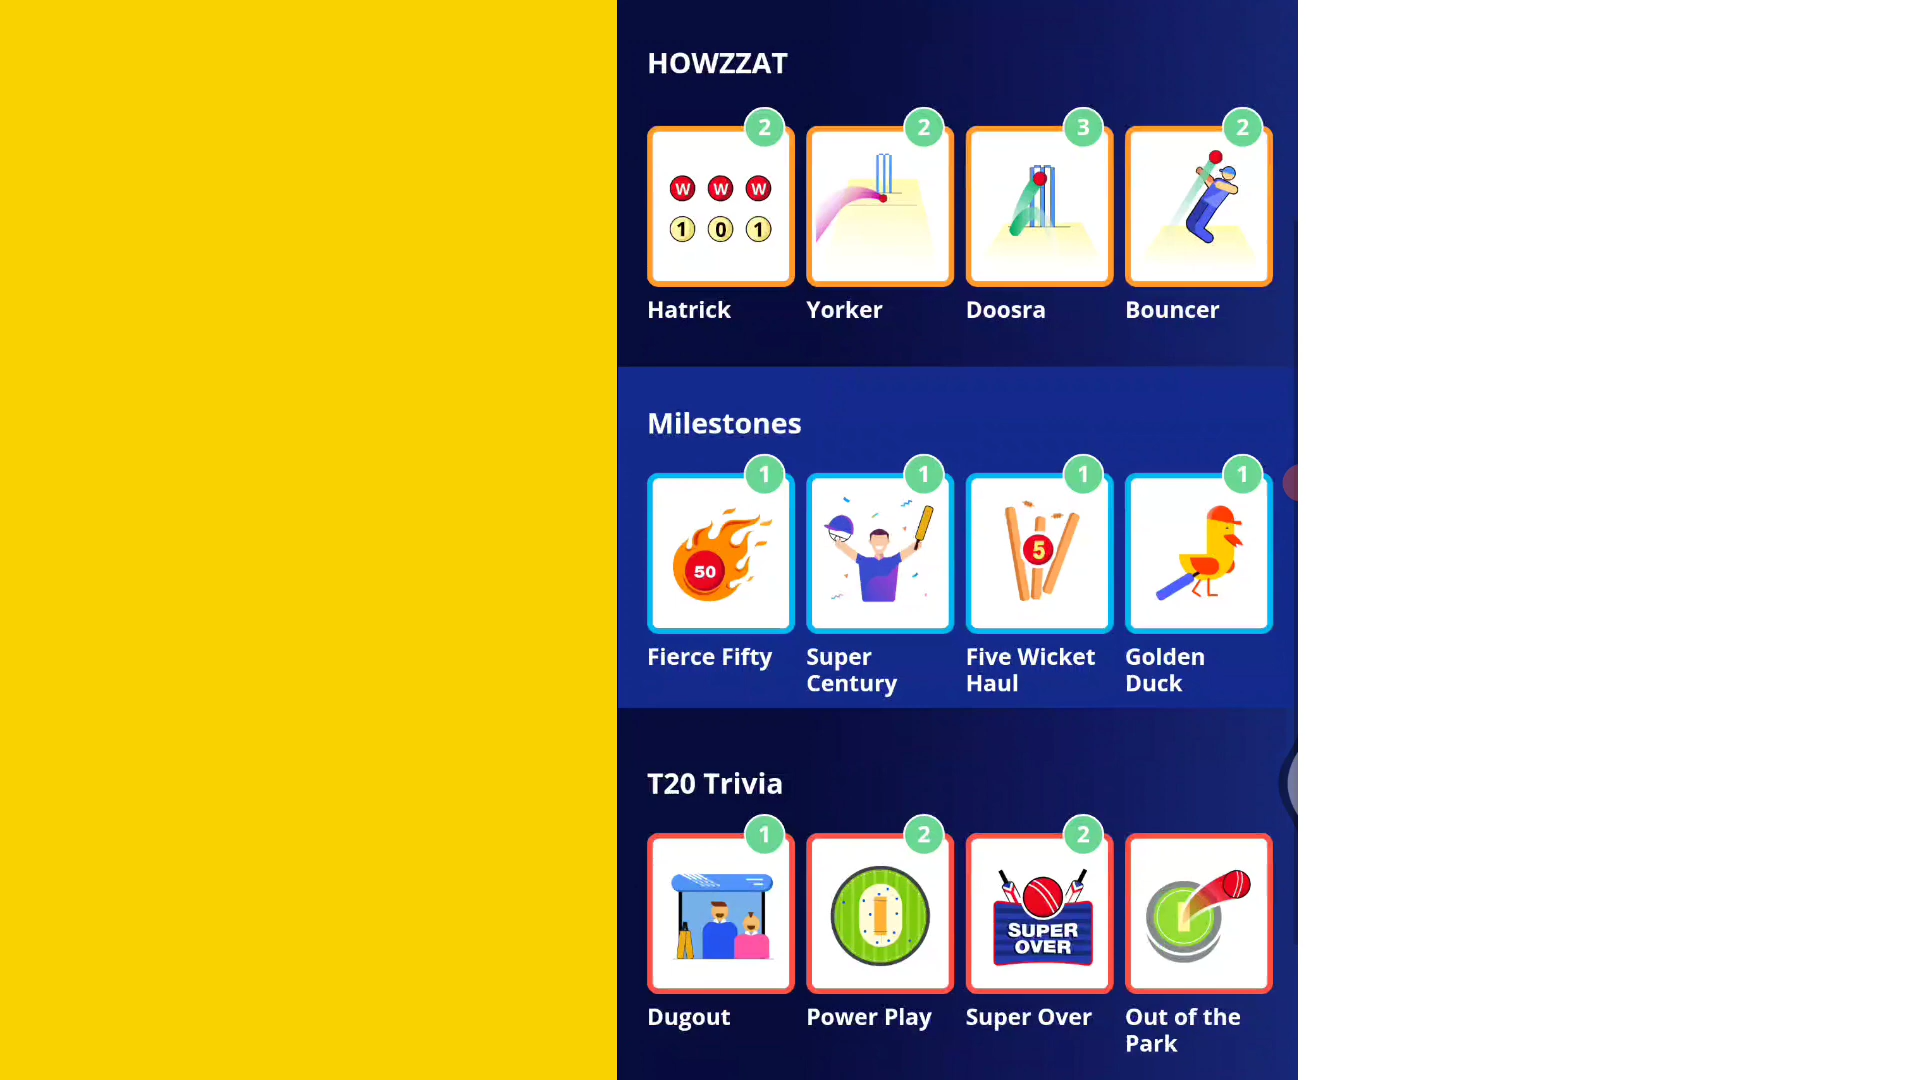 HOWZZAT
2 2 3 2
W W W
1 0 1
Hatrick Yorker Doosra Bouncer
Milestones
1 1 1 1
50 5
Fierce Fifty Super Century Five Wicket Haul Golden Duck
T20 Trivia
1 2 2
SUPER
OVER
Dugout Power Play Super Over Out of the Park